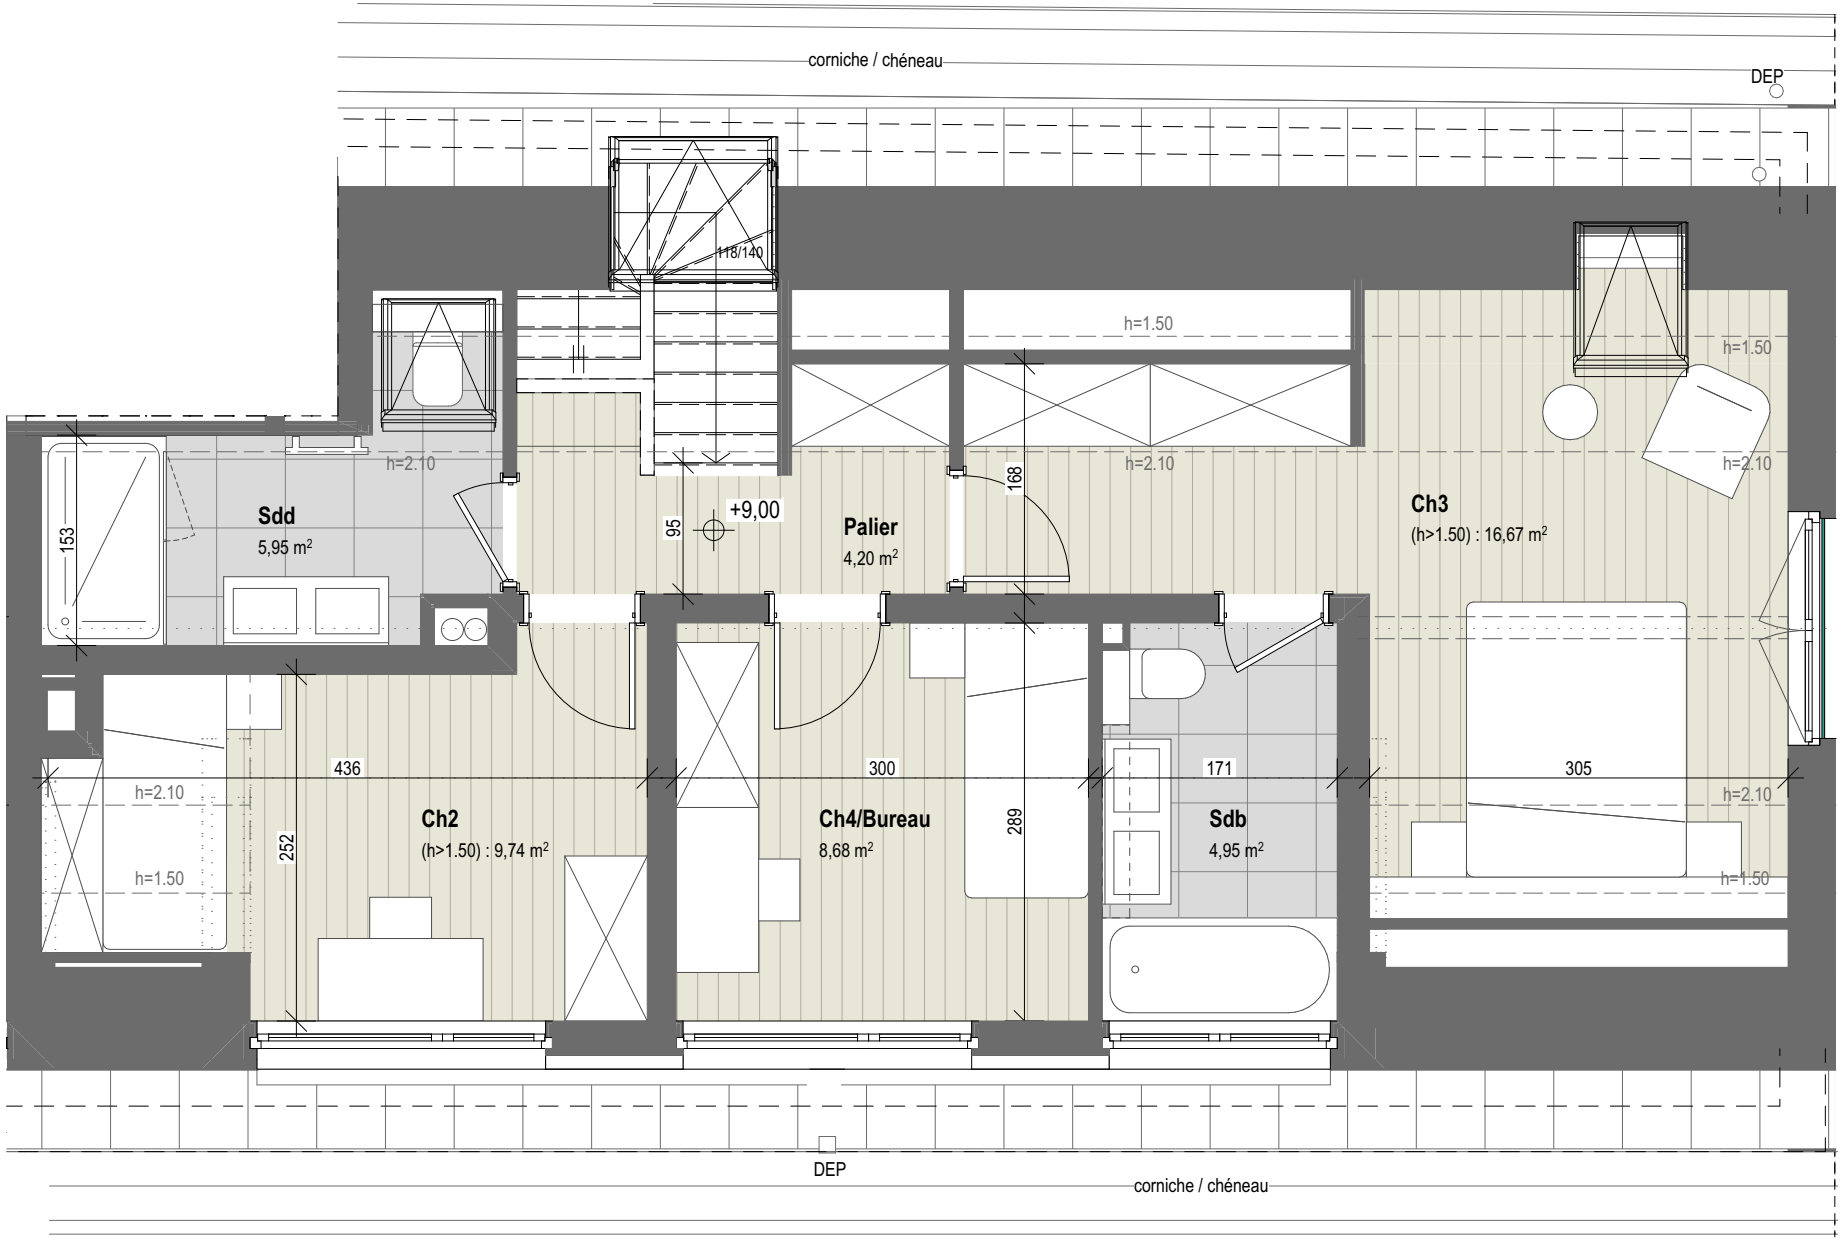 corniche / chéneau
DEP
118/140
h=1.50
h=1.50
h=2.10
h=2.10
h=2.10
168
Ch3
(h>1.50) : 16,67 m²
Sdd
5,95 m²
153
+9,00
95
Palier
4,20 m²
436
300
171
305
h=2.10
h=2.10
Ch2
(h>1.50) : 9,74 m²
252
Ch4/Bureau
8,68 m²
289
Sdb
4,95 m²
h=1.50
h=1.50
DEP
corniche / chéneau